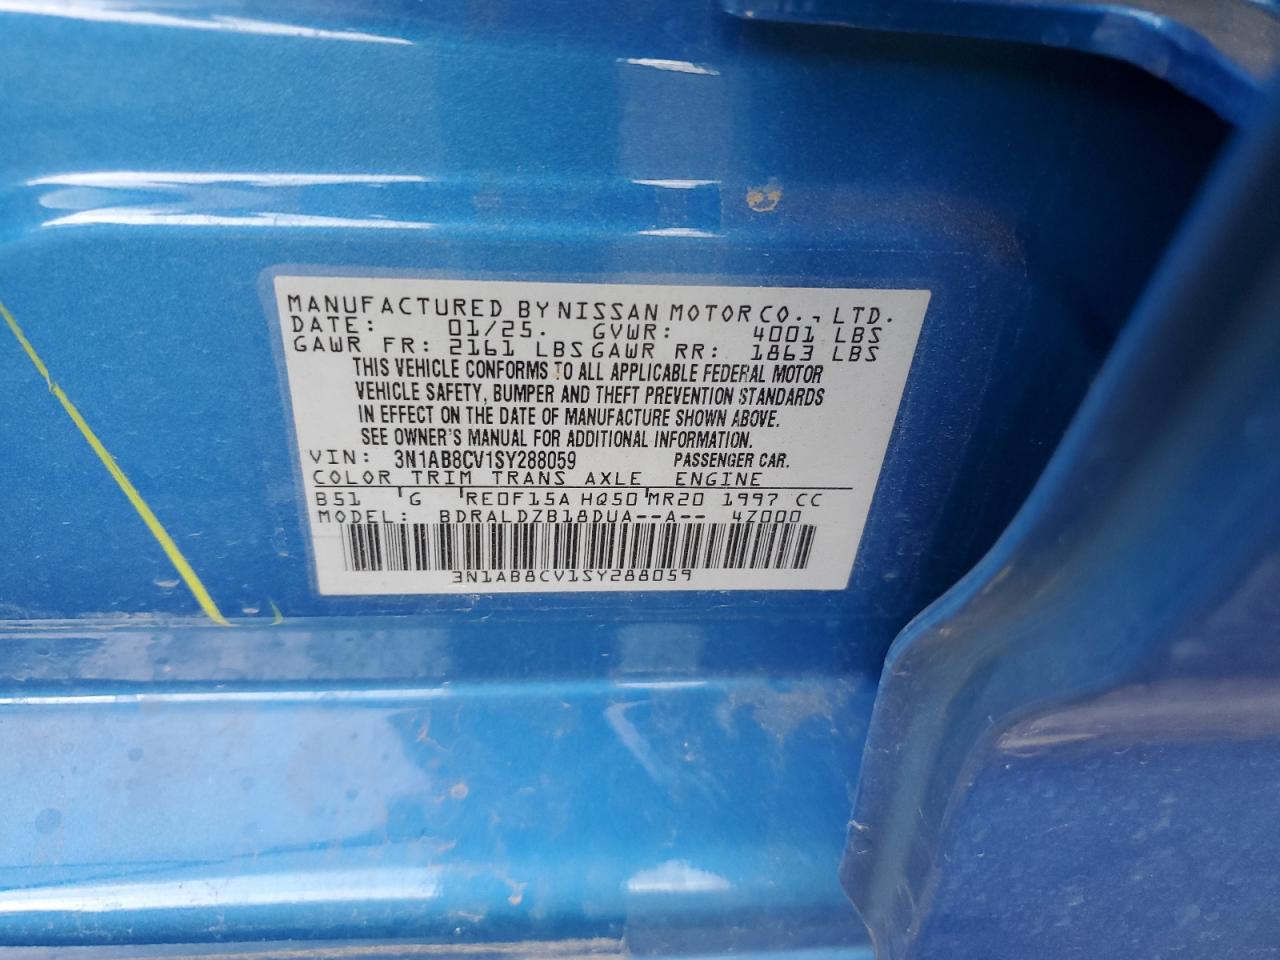 MANUFACTURED BY NISSAN MOTOR CO., LTD.
DATE: 01/25. GVWR: 4001 LBS
GAWR FR: 2161 LBS GAWR RR: 1863 LBS
THIS VEHICLE CONFORMS TO ALL APPLICABLE FEDERAL MOTOR
VEHICLE SAFETY, BUMPER AND THEFT PREVENTION STANDARDS
IN EFFECT ON THE DATE OF MANUFACTURE SHOWN ABOVE.
SEE OWNER'S MANUAL FOR ADDITIONAL INFORMATION.
VIN: 3N1AB8CV1SY288059 PASSENGER CAR.
COLOR TRIM TRANS AXLE ENGINE
B51 G RE0F15A HQ50 MR20 1997 CC
MODEL: BDRALDZB18DUA--A-- 4Z000
3N1AB8CV1SY288059